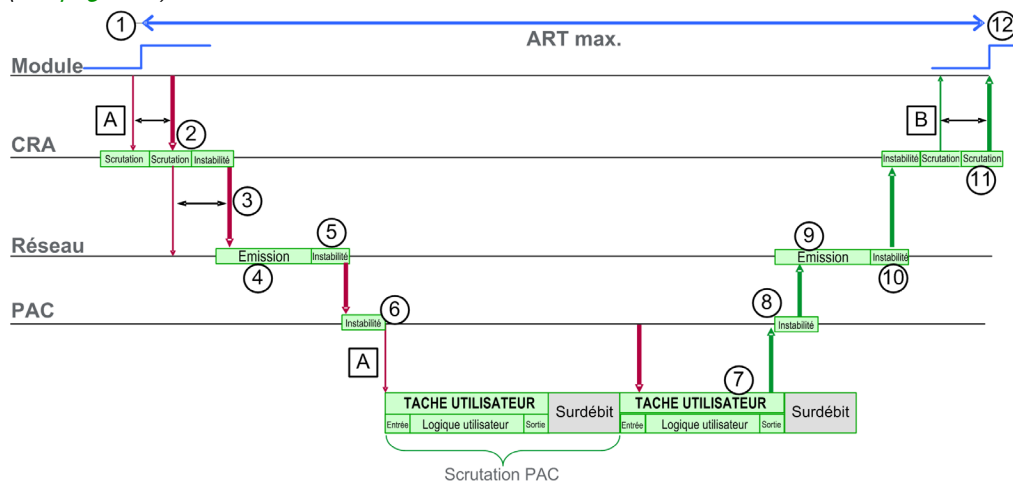 1
12
ART max.
Module
A
2
B
CRA
Scrutation
Scrutation
Instabilité
Instabilité
Scrutation
Scrutation
3
11
5
9
Réseau
Emission
Instabilité
Emission
Instabilité
4
10
6
8
PAC
Instabilité
Instabilité
A
7
TACHE UTILISATEUR
Surdébit
TACHE UTILISATEUR
Surdébit
Entrée
Logique utilisateur
Sortie
Entrée
Logique utilisateur
Sortie
Scrutation PAC